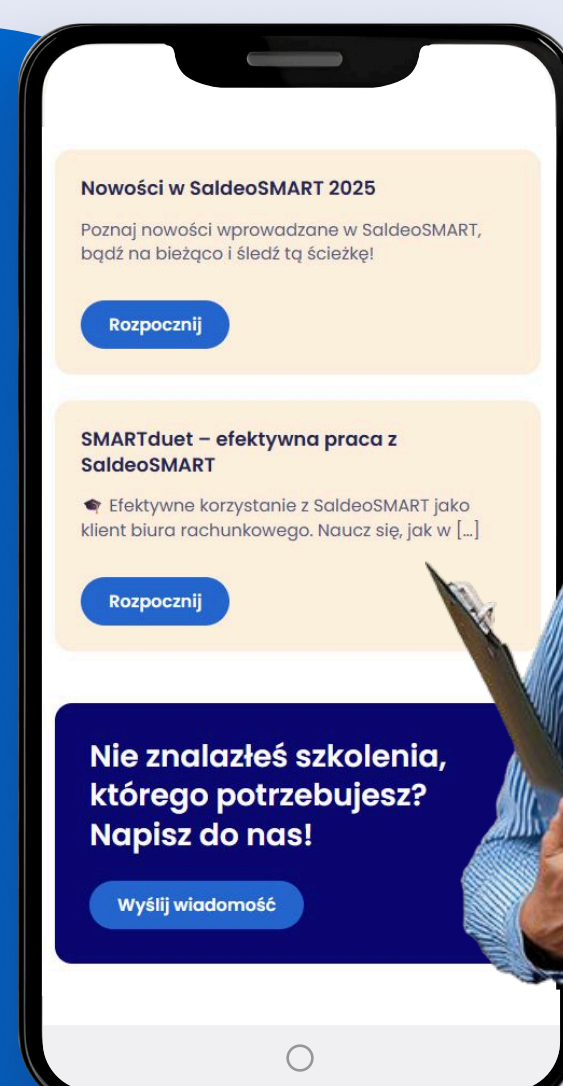 Nowości w SaldeoSMART 2025
Poznaj nowości wprowadzane w SaldeoSMART,
bądź na bieżąco i śledź tą ścieżkę!
Rozpocznij
SMARTduet – efektywna praca z
SaldeoSMART
🎓 Efektywne korzystanie z SaldeoSMART jako
klient biura rachunkowego. Naucz się, jak w [...]
Rozpocznij
Nie znalazłeś szkolenia,
którego potrzebujesz?
Napisz do nas!
Wyślij wiadomość